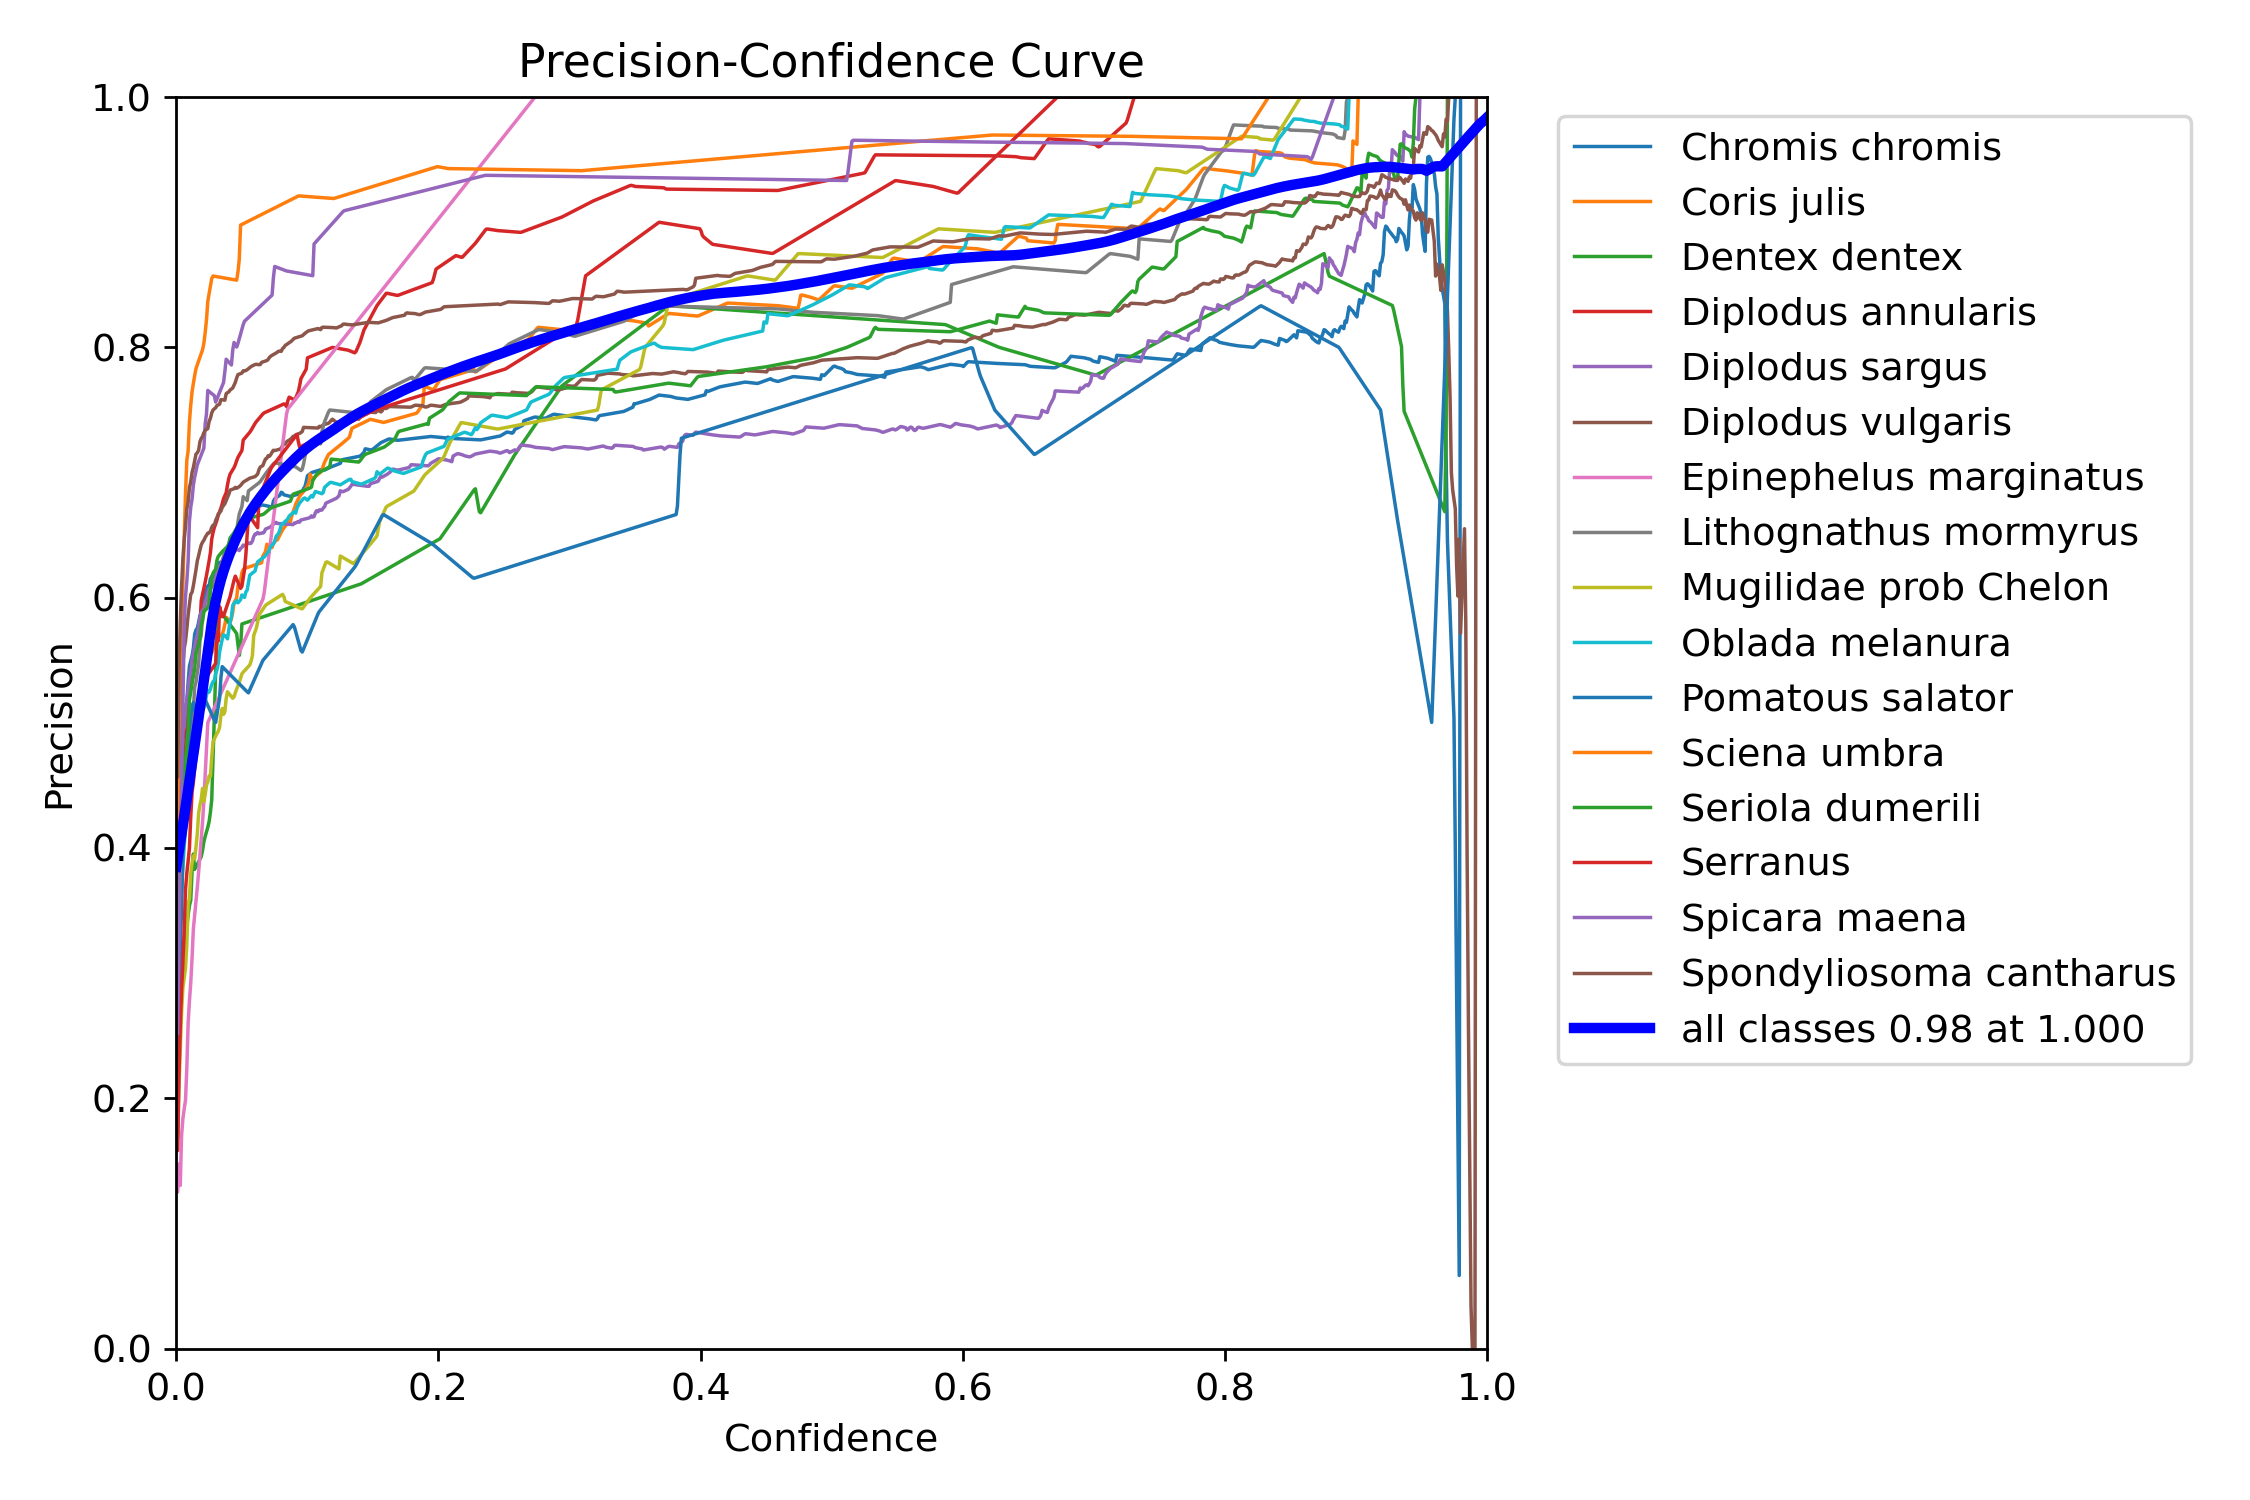 Precision-Confidence Curve
1.0
0.8
0.6
0.4
0.2
0.0
Precision
0.0 0.2 0.4 0.6 0.8 1.0
Confidence
Chromis chromis
Coris julis
Dentex dentex
Diplodus annularis
Diplodus sargus
Diplodus vulgaris
Epinephelus marginatus
Lithognathus mormyrus
Mugilidae prob Chelon
Oblada melanura
Pomatous salator
Sciena umbra
Seriola dumerili
Serranus
Spicara maena
Spondyliosoma cantharus
all classes 0.98 at 1.000